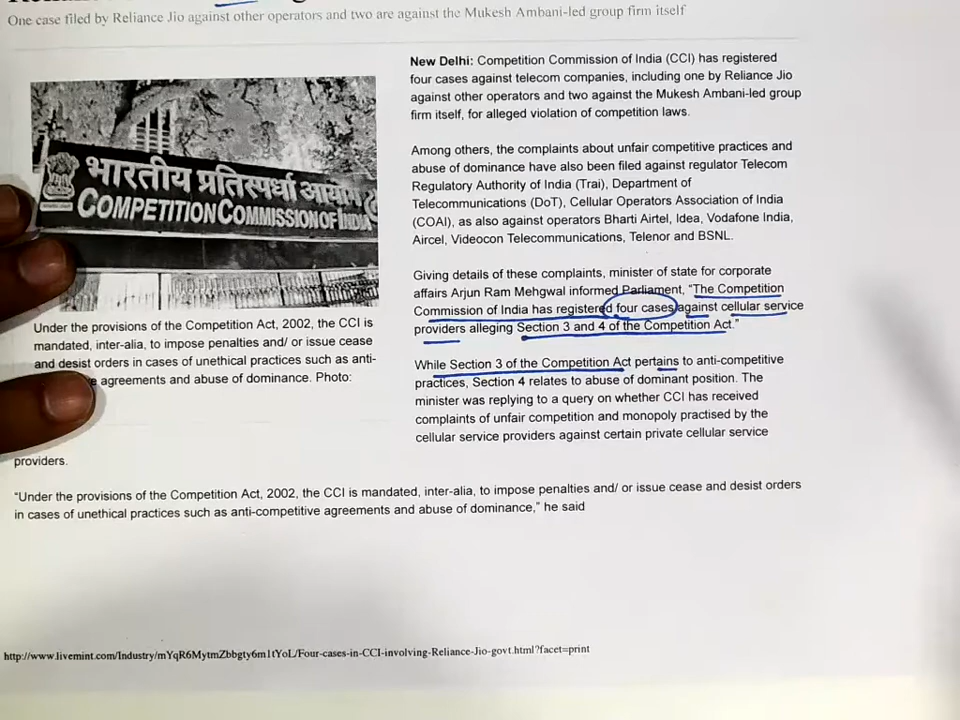 One case filed by Reliance Jio against other operators and two are against the Mukesh Ambani-led group firm itself
भारतीय प्रतिस्पर्धा आयोग
COMPETITION COMMISSION OF INDIA
Under the provisions of the Competition Act, 2002, the CCI is
mandated, inter-alia, to impose penalties and/ or issue cease
and desist orders in cases of unethical practices such as anti-
agreements and abuse of dominance. Photo:
New Delhi: Competition Commission of India (CCI) has registered
four cases against telecom companies, including one by Reliance Jio
against other operators and two against the Mukesh Ambani-led group
firm itself, for alleged violation of competition laws.
Among others, the complaints about unfair competitive practices and
abuse of dominance have also been filed against regulator Telecom
Regulatory Authority of India (Trai), Department of
Telecommunications (DoT), Cellular Operators Association of India
(COAI), as also against operators Bharti Airtel, Idea, Vodafone India,
Aircel, Videocon Telecommunications, Telenor and BSNL.
Giving details of these complaints, minister of state for corporate
affairs Arjun Ram Mehgwal informed Parliament, “The Competition
Commission of India has registered four cases against cellular service
providers alleging Section 3 and 4 of the Competition Act.”
While Section 3 of the Competition Act pertains to anti-competitive
practices, Section 4 relates to abuse of dominant position. The
minister was replying to a query on whether CCI has received
complaints of unfair competition and monopoly practised by the
cellular service providers against certain private cellular service
providers.
“Under the provisions of the Competition Act, 2002, the CCI is mandated, inter-alia, to impose penalties and/ or issue cease and desist orders
in cases of unethical practices such as anti-competitive agreements and abuse of dominance,” he said
http://www.livemint.com/Industry/mYqR6MytmZbbgty6m1tYoL/Four-cases-in-CCI-involving-Reliance-Jio-govt.html?facet=print